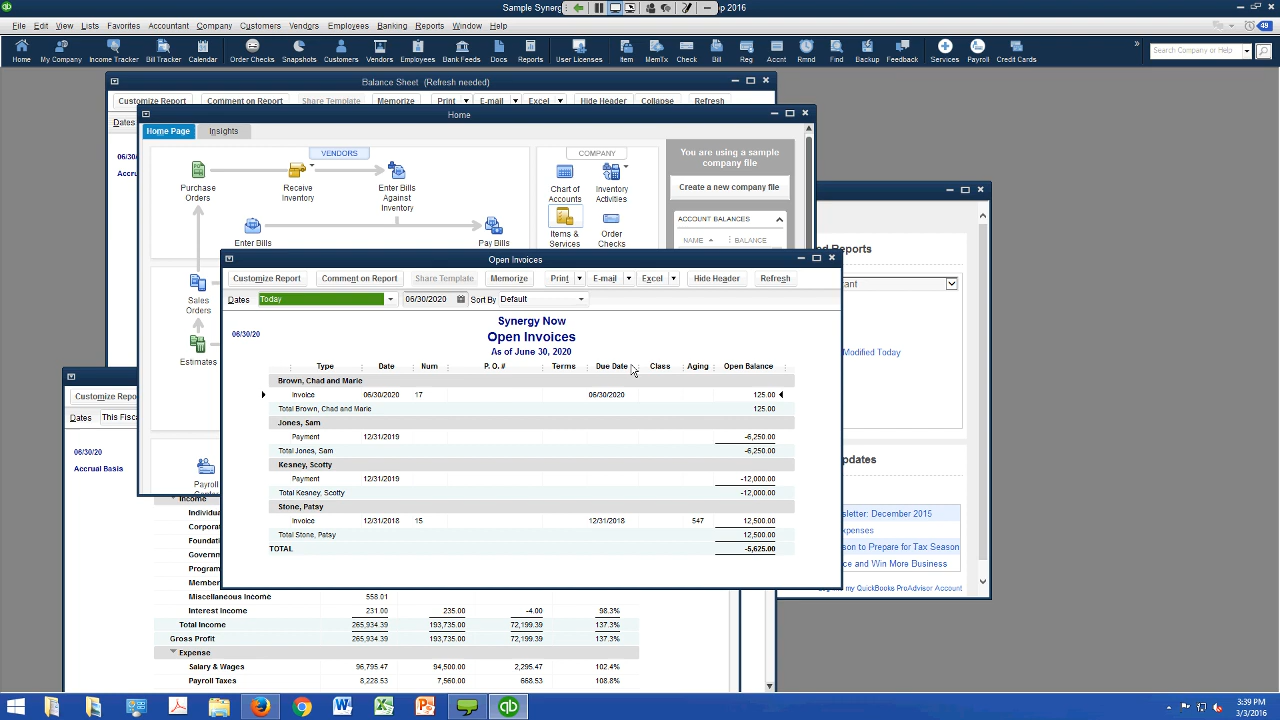 Sample Synerg
p 2016
File Edit View Lists Favorites Accountant Company Customers Vendors Employees Banking Reports Window Help
49
Home My Company Income Tracker Bill Tracker Calendar Order Checks Snapshots Customers Vendors Employees Bank Feeds Docs Reports User Licenses Item MemTx Check Bill Reg Accnt Rmdr Find Backup Feedback Services Payroll Credit Cards
Search Company or Help
Balance Sheet (Refresh needed)
Customize Report Comment on Report Share Template Memorize Print E-mail Excel Hide Header Collapse Refresh
Dates
06/30/
Accru
Home
Home Page Insights
VENDORS
COMPANY
You are using a sample
company file
Create a new company file
Purchase
Orders
Receive
Inventory
Enter Bills
Against
Inventory
Chart of
Accounts
Inventory
Activities
ACCOUNT BALANCES
NAME BALANCE
Enter Bills
Pay Bills
Items &
Services
Order
Checks
Sales
Orders
Estimates
Payroll
d Reports
tant
Modified Today
pdates
sletter: December 2015
xpenses
son to Prepare for Tax Season
ce and Win More Business
my QuickBooks ProAdvisor Account
Open Invoices
Customize Report Comment on Report Share Template Memorize Print E-mail Excel Hide Header Refresh
Dates Today 06/30/2020 Sort By Default
Synergy Now
06/30/20
Open Invoices
As of June 30, 2020
Type Date Num P. O. # Terms Due Date Class Aging Open Balance
Brown, Chad and Marie
Invoice 06/30/2020 17 06/30/2020 125.00
Total Brown, Chad and Marie 125.00
Jones, Sam
Payment 12/31/2019 -6,250.00
Total Jones, Sam -6,250.00
Kesney, Scotty
Payment 12/31/2019 -12,000.00
Total Kesney, Scotty -12,000.00
Stone, Patsy
Invoice 12/31/2018 15 12/31/2018 547 12,500.00
Total Stone, Patsy 12,500.00
TOTAL -5,625.00
Customize Repor
Dates This Fisca
06/30/20
Accrual Basis
Income
Individu
Corporat
Foundati
Governm
Program
Member
Miscellaneous Income 558.01
Interest Income 231.00 235.00 -4.00 98.3%
Total Income 265,934.39 193,735.00 72,199.39 137.3%
Gross Profit 265,934.39 193,735.00 72,199.39 137.3%
Expense
Salary & Wages 96,795.47 94,500.00 2,295.47 102.4%
Payroll Taxes 8,228.53 7,560.00 668.53 108.8%
3:39 PM
3/3/2016